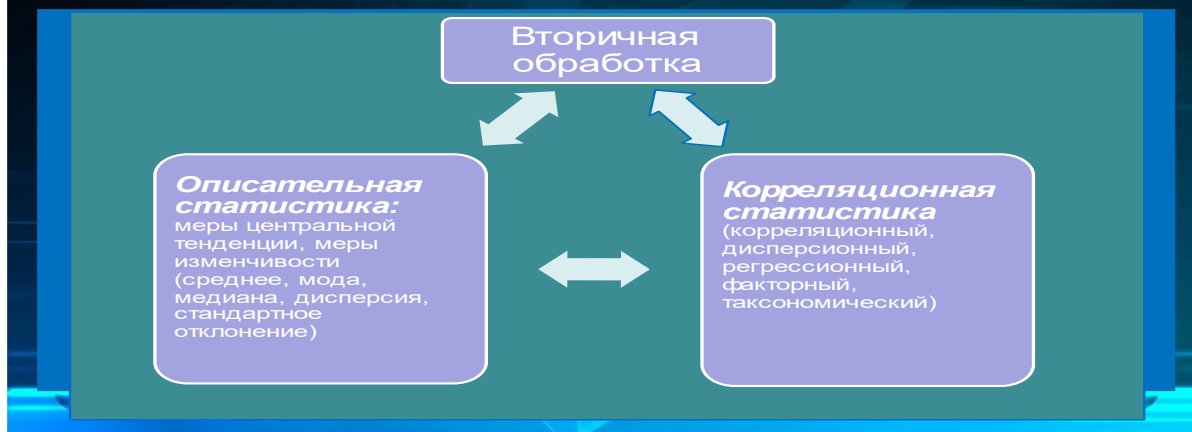 Вторичная
обработка
Описательная
статистика:
меры центральной
тенденции, меры
изменчивости
(среднее, мода,
медиана, дисперсия,
стандартное
отклонение)
Корреляционная
статистика
(корреляционный,
дисперсионный,
регрессионный,
факторный,
таксономический)